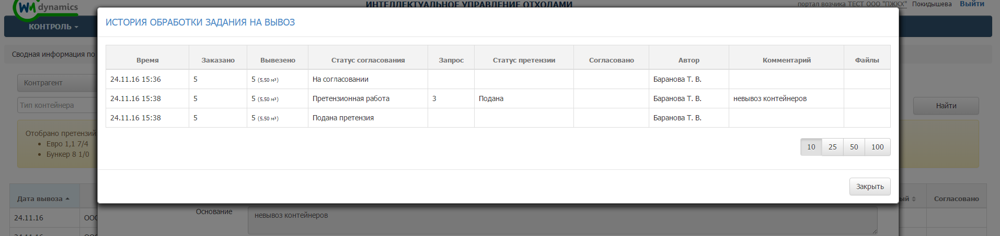 WM dynamics
ИНТЕЛЛЕКТУАЛЬНОЕ УПРАВЛЕНИЕ ОТХОДАМИ
портал возчика ТЕСТ ООО "ПЖКХ" Покидышева Выйти
КОНТРОЛЬ
ИСТОРИЯ ОБРАБОТКИ ЗАДАНИЯ НА ВЫВОЗ
Сводная информация по
Время Заказано Вывезено Статус согласования Запрос Статус претензии Согласовано Автор Комментарий Файлы
24.11.16 15:36 5 5 (5,50 м³) На согласовании Баранова Т. В.
24.11.16 15:38 5 5 (5,50 м³) Претензионная работа 3 Подана Баранова Т. В. невывоз контейнеров
24.11.16 15:38 5 5 (5,50 м³) Подана претензия Баранова Т. В.
Контрагент
Тип контейнера
Найти
Отобрано претензий
• Евро 1,1 7/4
• Бункер 8 1/0
10 25 50 100
Закрыть
Дата вывоза ый Согласовано
Основание невывоз контейнеров
24.11.16 ООО